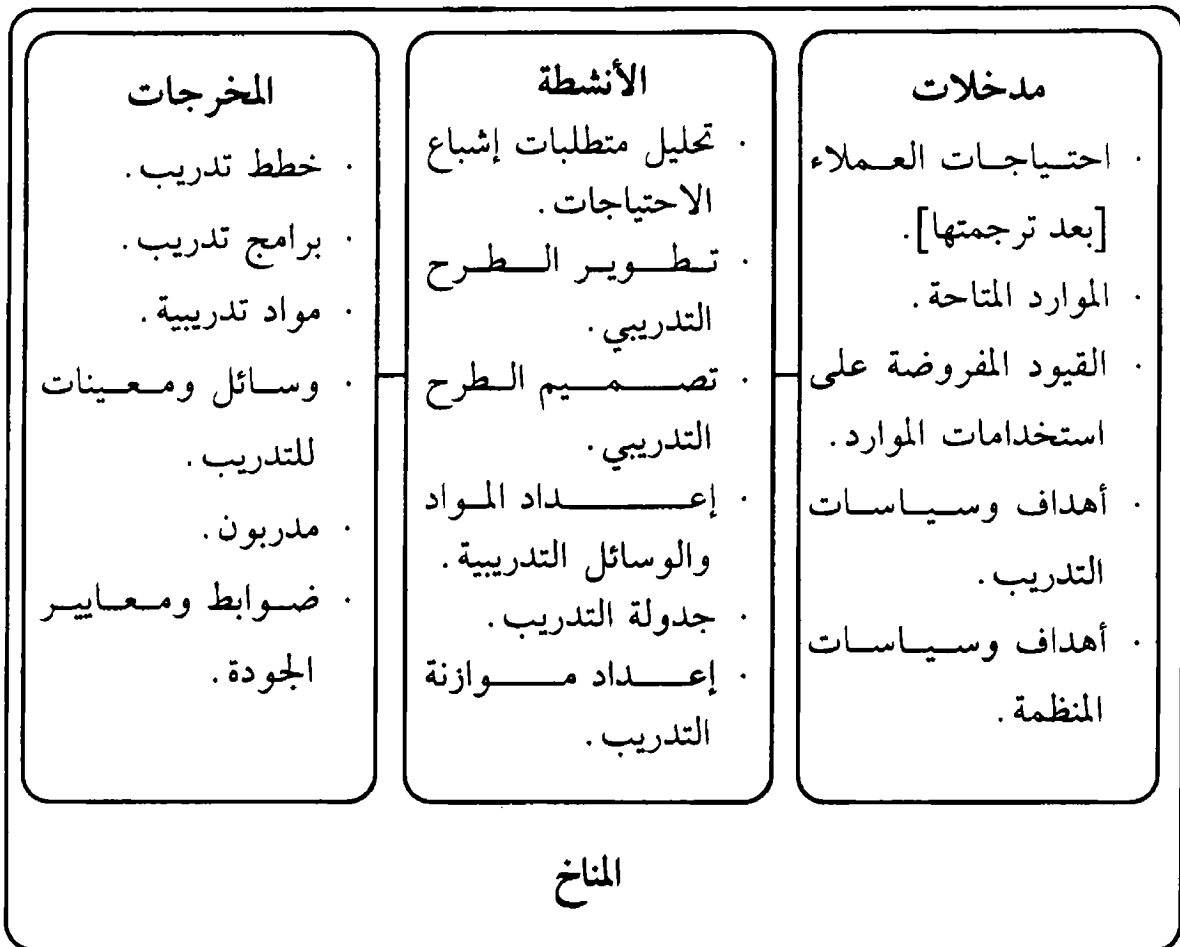 مدخلات
· احتياجات العملاء
[بعد ترجمتها].
· الموارد المتاحة.
· القيود المفروضة على
استخدامات الموارد.
· أهداف وسياسات
التدريب.
· أهداف وسياسات
المنظمة.
الأنشطة
· تحليل متطلبات إشباع
الاحتياجات.
· تطوير الطرح
التدريبي.
· تصميم الطرح
التدريبي.
· إعداد المواد
والوسائل التدريبية.
· جدولة التدريب.
· إعداد موازنة
التدريب.
المخرجات
· خطط تدريب.
· برامج تدريب.
· مواد تدريبية.
· وسائل ومعينات
للتدريب.
· مدربون.
· ضوابط ومعايير
الجودة.
المناخ